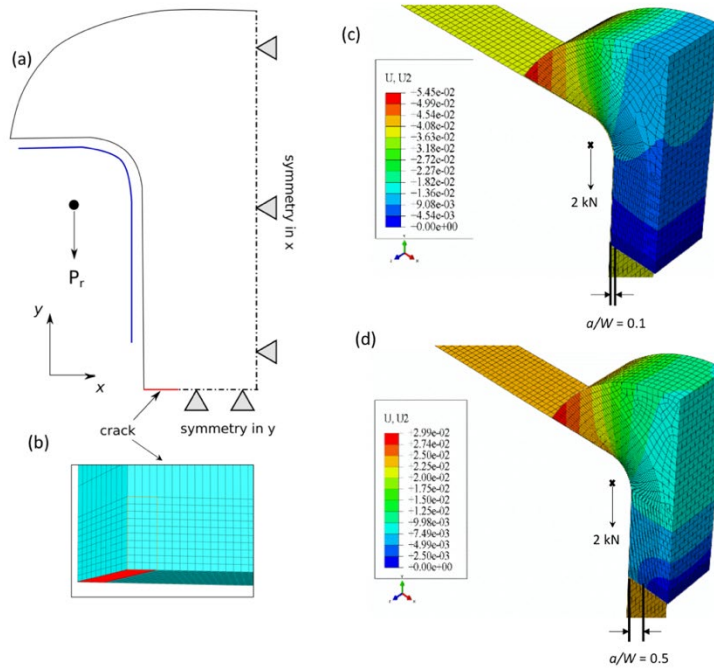 (a)
P_r
y
x
symmetry in x
crack
symmetry in y
(b)
(c)
U, U2
−5.45e-02
−4.99e-02
−4.54e-02
−4.08e-02
−3.63e-02
−3.18e-02
−2.72e-02
−2.27e-02
−1.82e-02
−1.36e-02
−9.08e-03
−4.54e-03
−0.00e+00
2 kN
a/W = 0.1
(d)
U, U2
+2.99e-02
+2.74e-02
+2.50e-02
+2.25e-02
+2.00e-02
+1.75e-02
+1.50e-02
+1.25e-02
+9.98e-03
+7.49e-03
+4.99e-03
+2.50e-03
+0.00e+00
2 kN
a/W = 0.5